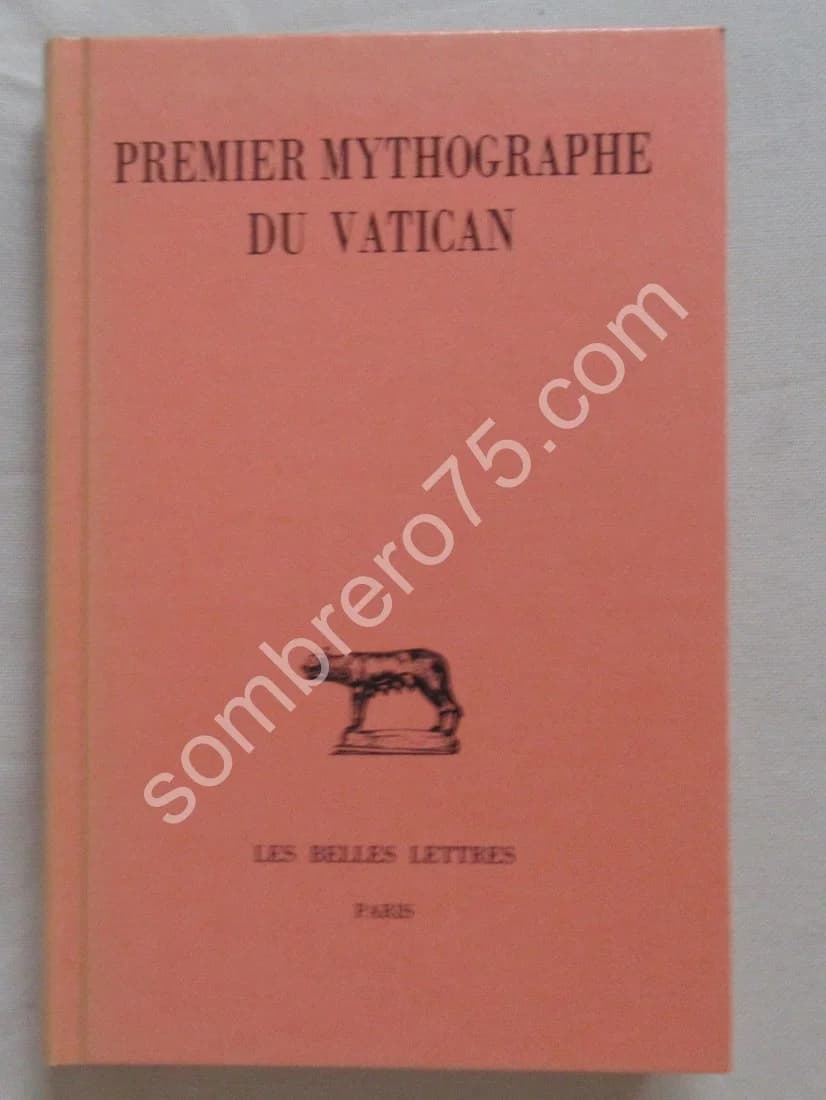 PREMIER MYTHOGRAPHE
DU VATICAN
sombrero75.com
LES BELLES LETTRES
PARIS